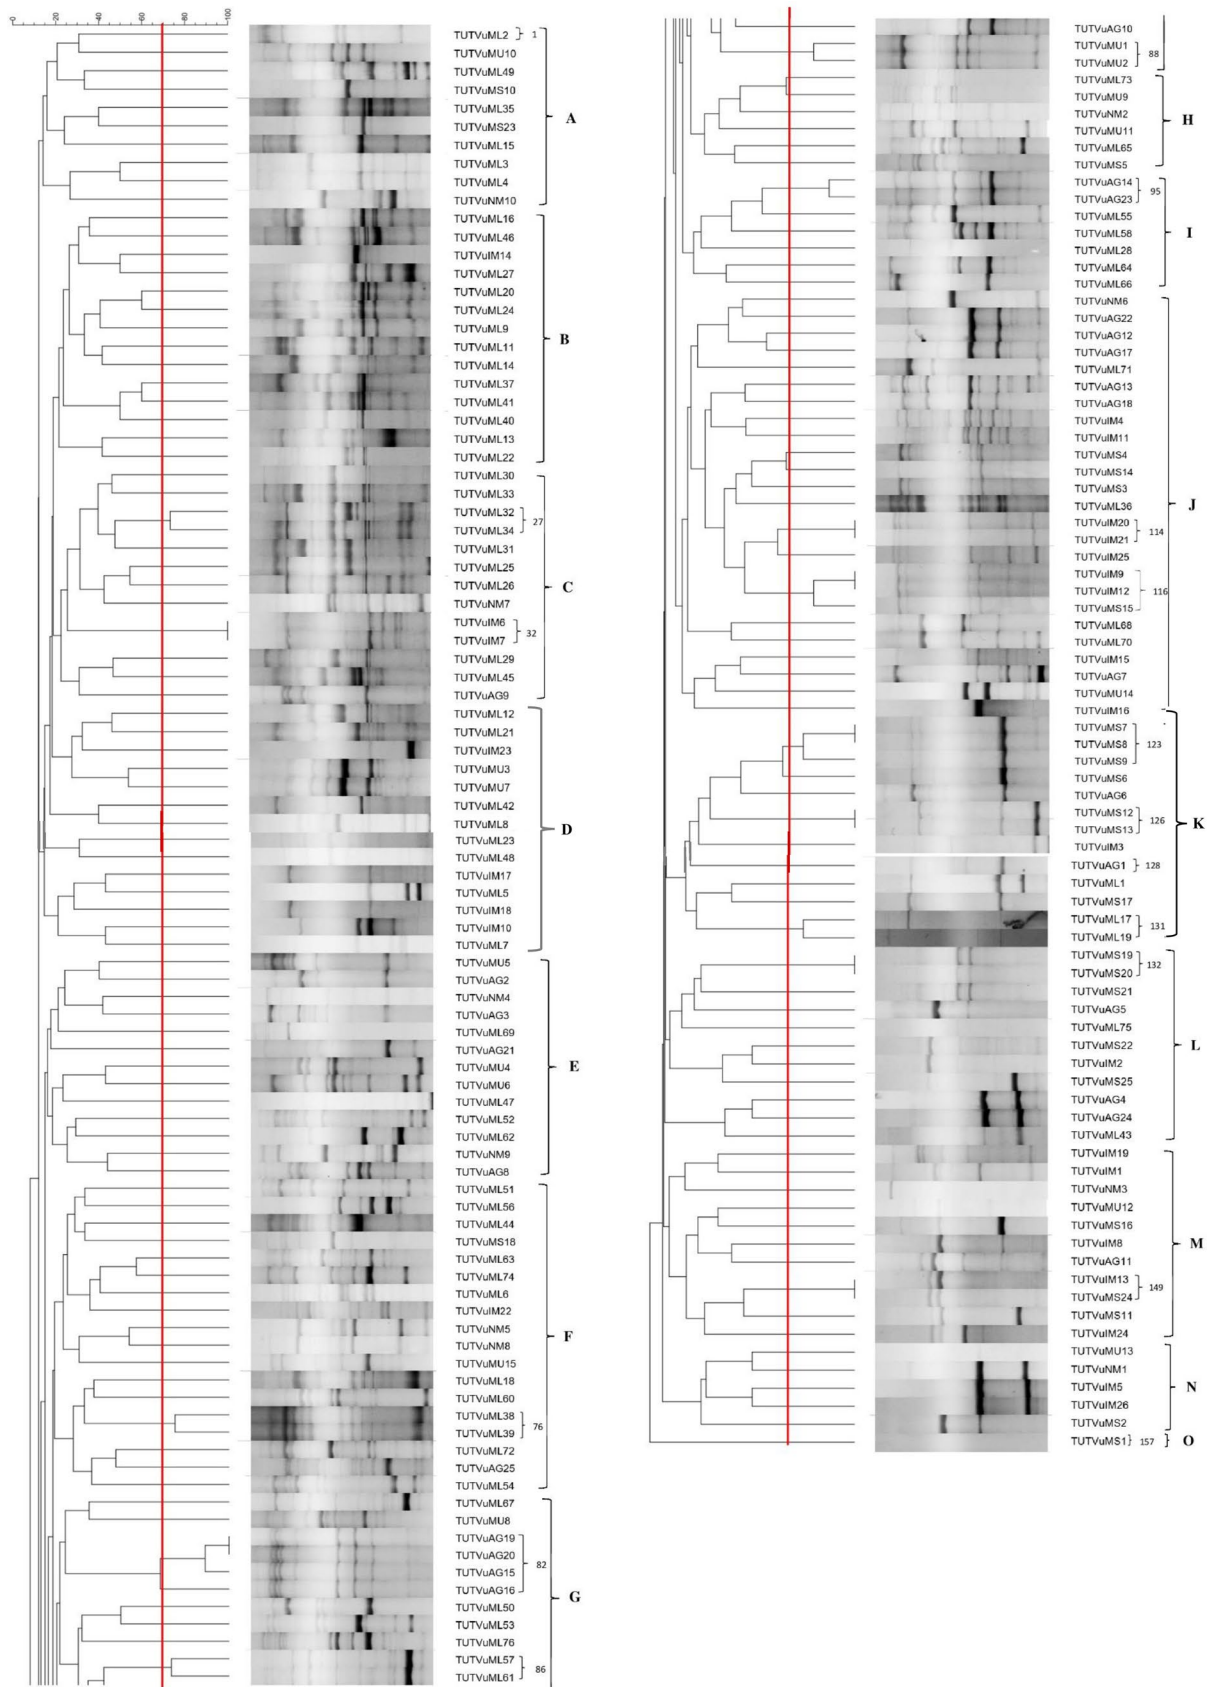 0
-20
-40
-60
-80
-100
TUTVuML2 1
TUTVuMU10
TUTVuML49
TUTVuMS10
TUTVuML35
A
TUTVuMS23
TUTVuML15
TUTVuML3
TUTVuML4
TUTVuNM10
TUTVuML16
TUTVuML46
TUTVuIM14
TUTVuML27
TUTVuML20
TUTVuML24
TUTVuML9
B
TUTVuML11
TUTVuML14
TUTVuML37
TUTVuML41
TUTVuML40
TUTVuML13
TUTVuML22
TUTVuML30
TUTVuML33
TUTVuML32
27
TUTVuML34
TUTVuML31
TUTVuML25
TUTVuML26
C
TUTVuNM7
TUTVuIM6
32
TUTVuIM7
TUTVuML29
TUTVuML45
TUTVuAG9
TUTVuML12
TUTVuML21
TUTVuIM23
TUTVuMU3
TUTVuMU7
TUTVuML42
TUTVuML8
D
TUTVuML23
TUTVuML48
TUTVuIM17
TUTVuML5
TUTVuIM18
TUTVuIM10
TUTVuML7
TUTVuMU5
TUTVuAG2
TUTVuNM4
TUTVuAG3
TUTVuML69
TUTVuAG21
TUTVuMU4
E
TUTVuMU6
TUTVuML47
TUTVuML52
TUTVuML62
TUTVuNM9
TUTVuAG8
TUTVuML51
TUTVuML56
TUTVuML44
TUTVuMS18
TUTVuML63
TUTVuML74
TUTVuML6
TUTVuIM22
TUTVuNM5
F
TUTVuNM8
TUTVuMU15
TUTVuML18
TUTVuML60
TUTVuML38
76
TUTVuML39
TUTVuML72
TUTVuAG25
TUTVuML54
TUTVuML67
TUTVuMU8
TUTVuAG19
TUTVuAG20
82
TUTVuAG15
TUTVuAG16
G
TUTVuML50
TUTVuML53
TUTVuML76
TUTVuML57
86
TUTVuML61
TUTVuAG10
TUTVuMU1
88
TUTVuMU2
TUTVuML73
TUTVuMU9
TUTVuNM2
H
TUTVuMU11
TUTVuML65
TUTVuMS5
TUTVuAG14
95
TUTVuAG23
TUTVuML55
TUTVuML58
I
TUTVuML28
TUTVuML64
TUTVuML66
TUTVuNM6
TUTVuAG22
TUTVuAG12
TUTVuAG17
TUTVuML71
TUTVuAG13
TUTVuAG18
TUTVuIM4
TUTVuIM11
TUTVuMS4
TUTVuMS14
TUTVuMS3
TUTVuML36
J
TUTVuIM20
114
TUTVuIM21
TUTVuIM25
TUTVuIM9
TUTVuIM12 116
TUTVuMS15
TUTVuML68
TUTVuML70
TUTVuIM15
TUTVuAG7
TUTVuMU14
TUTVuIM16
TUTVuMS7
TUTVuMS8 123
TUTVuMS9
TUTVuMS6
TUTVuAG6
TUTVuMS12
126
K
TUTVuMS13
TUTVuIM3
TUTVuAG1 128
TUTVuML1
TUTVuMS17
TUTVuML17
131
TUTVuML19
TUTVuMS19
132
TUTVuMS20
TUTVuMS21
TUTVuAG5
TUTVuML75
TUTVuMS22
L
TUTVuIM2
TUTVuMS25
TUTVuAG4
TUTVuAG24
TUTVuML43
TUTVuIM19
TUTVuIM1
TUTVuNM3
TUTVuMU12
TUTVuMS16
TUTVuIM8
M
TUTVuAG11
TUTVuIM13
149
TUTVuMS24
TUTVuMS11
TUTVuIM24
TUTVuMU13
TUTVuNM1
TUTVuIM5
N
TUTVuIM26
TUTVuMS2
TUTVuMS1 157 O